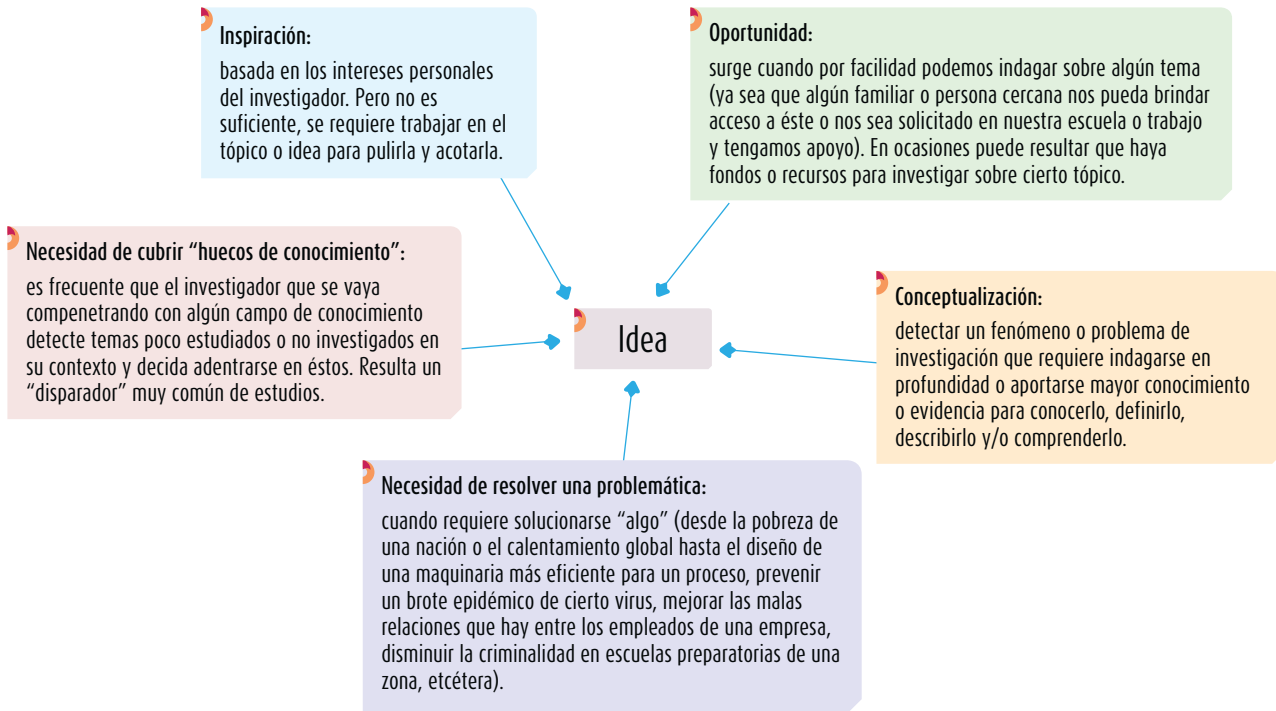 Inspiración:
basada en los intereses personales
del investigador. Pero no es
suficiente, se requiere trabajar en el
tópico o idea para pulirla y acotarla.
Oportunidad:
surge cuando por facilidad podemos indagar sobre algún tema
(ya sea que algún familiar o persona cercana nos pueda brindar
acceso a éste o nos sea solicitado en nuestra escuela o trabajo
y tengamos apoyo). En ocasiones puede resultar que haya
fondos o recursos para investigar sobre cierto tópico.
Necesidad de cubrir “huecos de conocimiento”:
es frecuente que el investigador que se vaya
compenetrando con algún campo de conocimiento
detecte temas poco estudiados o no investigados en
su contexto y decida adentrarse en éstos. Resulta un
“disparador” muy común de estudios.
Idea
Conceptualización:
detectar un fenómeno o problema de
investigación que requiere indagarse en
profundidad o aportarse mayor conocimiento
o evidencia para conocerlo, definirlo,
describirlo y/o comprenderlo.
Necesidad de resolver una problemática:
cuando requiere solucionarse “algo” (desde la pobreza de
una nación o el calentamiento global hasta el diseño de
una maquinaria más eficiente para un proceso, prevenir
un brote epidémico de cierto virus, mejorar las malas
relaciones que hay entre los empleados de una empresa,
disminuir la criminalidad en escuelas preparatorias de una
zona, etcétera).